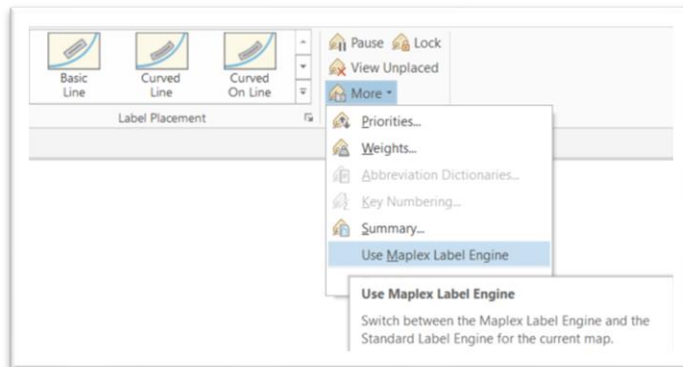 Basic
Line
Curved
Line
Curved
On Line
Label Placement
Pause Lock
View Unplaced
More
Priorities...
Weights...
Abbreviation Dictionaries...
Key Numbering...
Summary...
Use Maplex Label Engine
Use Maplex Label Engine
Switch between the Maplex Label Engine and the
Standard Label Engine for the current map.